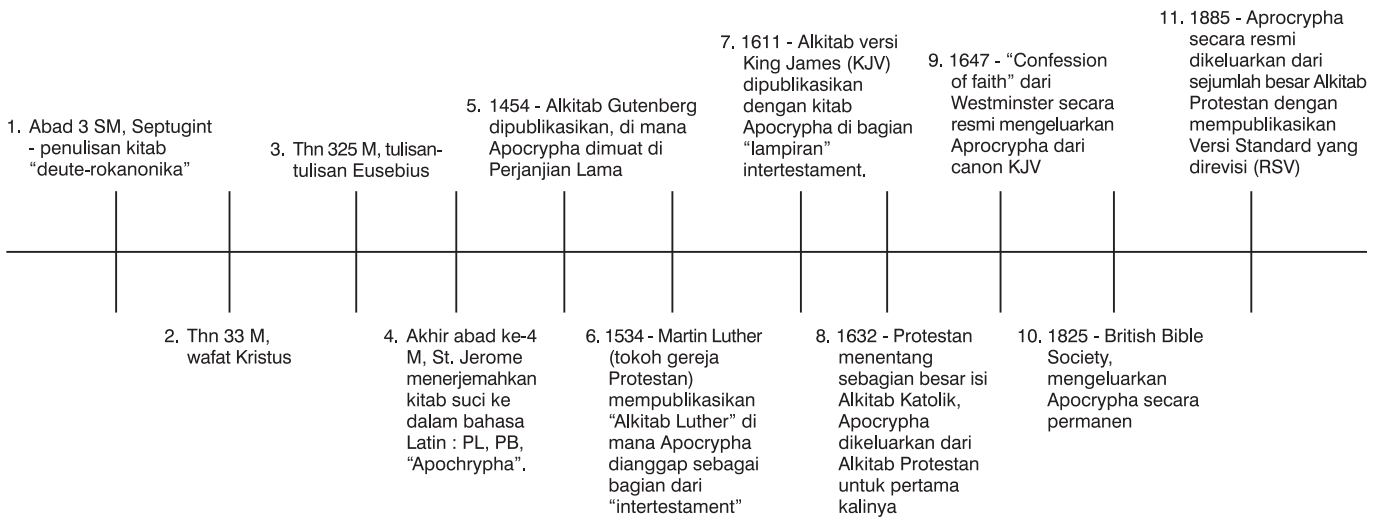 1. Abad 3 SM, Septugint
- penulisan kitab
“deute-rokanonika”
2. Thn 33 M,
wafat Kristus
3. Thn 325 M, tulisan-
tulisan Eusebius
4. Akhir abad ke-4
M, St. Jerome
menerjemahkan
kitab suci ke
dalam bahasa
Latin : PL, PB,
“Apochrypha”.
5. 1454 - Alkitab Gutenberg
dipublikasikan, di mana
Apocrypha dimuat di
Perjanjian Lama
6. 1534 - Martin Luther
(tokoh gereja
Protestan)
mempublikasikan
“Alkitab Luther” di
mana Apocrypha
dianggap sebagai
bagian dari
“intertestament”
7. 1611 - Alkitab versi
King James (KJV)
dipublikasikan
dengan kitab
Apocrypha di bagian
“lampiran”
intertestament.
8. 1632 - Protestan
menentang
sebagian besar isi
Alkitab Katolik,
Apocrypha
dikeluarkan dari
Alkitab Protestan
untuk pertama
kalinya
9. 1647 - “Confession
of faith” dari
Westminster secara
resmi mengeluarkan
Aprocrypha dari
canon KJV
10. 1825 - British Bible
Society,
mengeluarkan
Apocrypha secara
permanen
11. 1885 - Aprocrypha
secara resmi
dikeluarkan dari
sejumlah besar Alkitab
Protestan dengan
mempublikasikan
Versi Standard yang
direvisi (RSV)